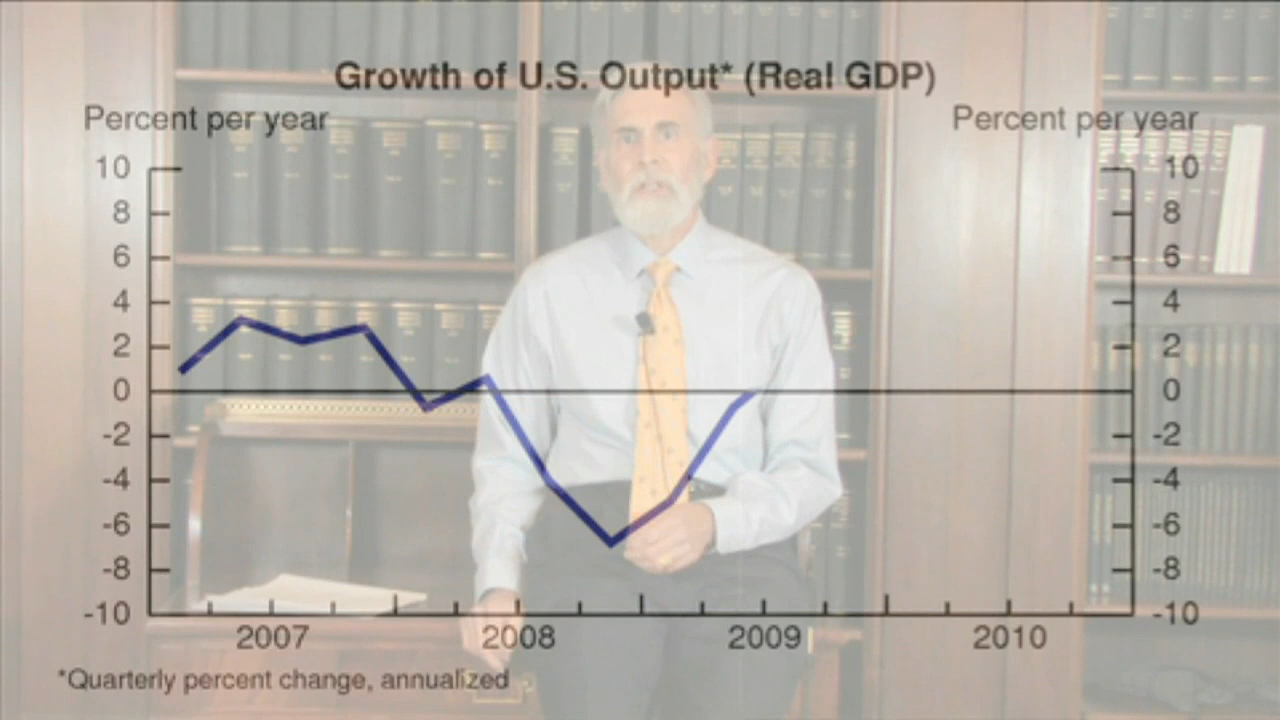 Growth of U.S. Output* (Real GDP)
Percent per year Percent per year
10 10
8 8
6 6
4 4
2 2
0 0
-2 -2
-4 -4
-6 -6
-8 -8
-10 -10
2007 2008 2009 2010
*Quarterly percent change, annualized